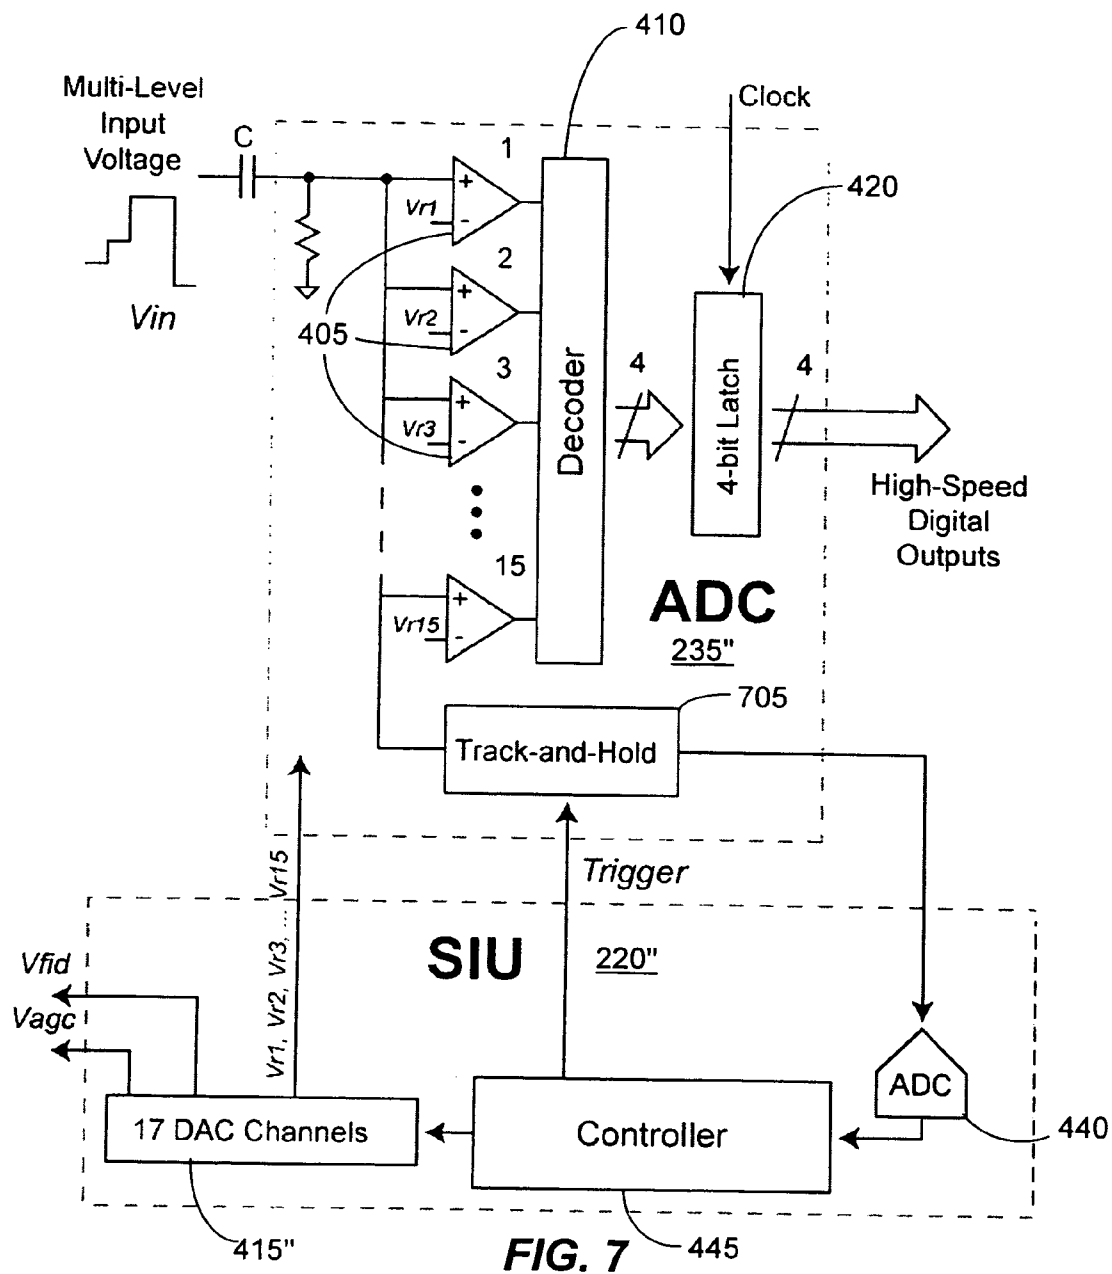 410
Multi-Level
Input
Voltage
C
Clock
1
420
+
Vr1
-
2
+
Vr2
-
Vin
405
3
+
Vr3
-
Decoder
4
4-bit Latch
4
High-Speed
Digital
Outputs
15
+
Vr15
-
ADC
235"
705
Track-and-Hold
Trigger
Vr1, Vr2, Vr3, ... Vr15
SIU
220"
Vfid
Vagc
ADC
17 DAC Channels
Controller
440
415"
445
FIG. 7